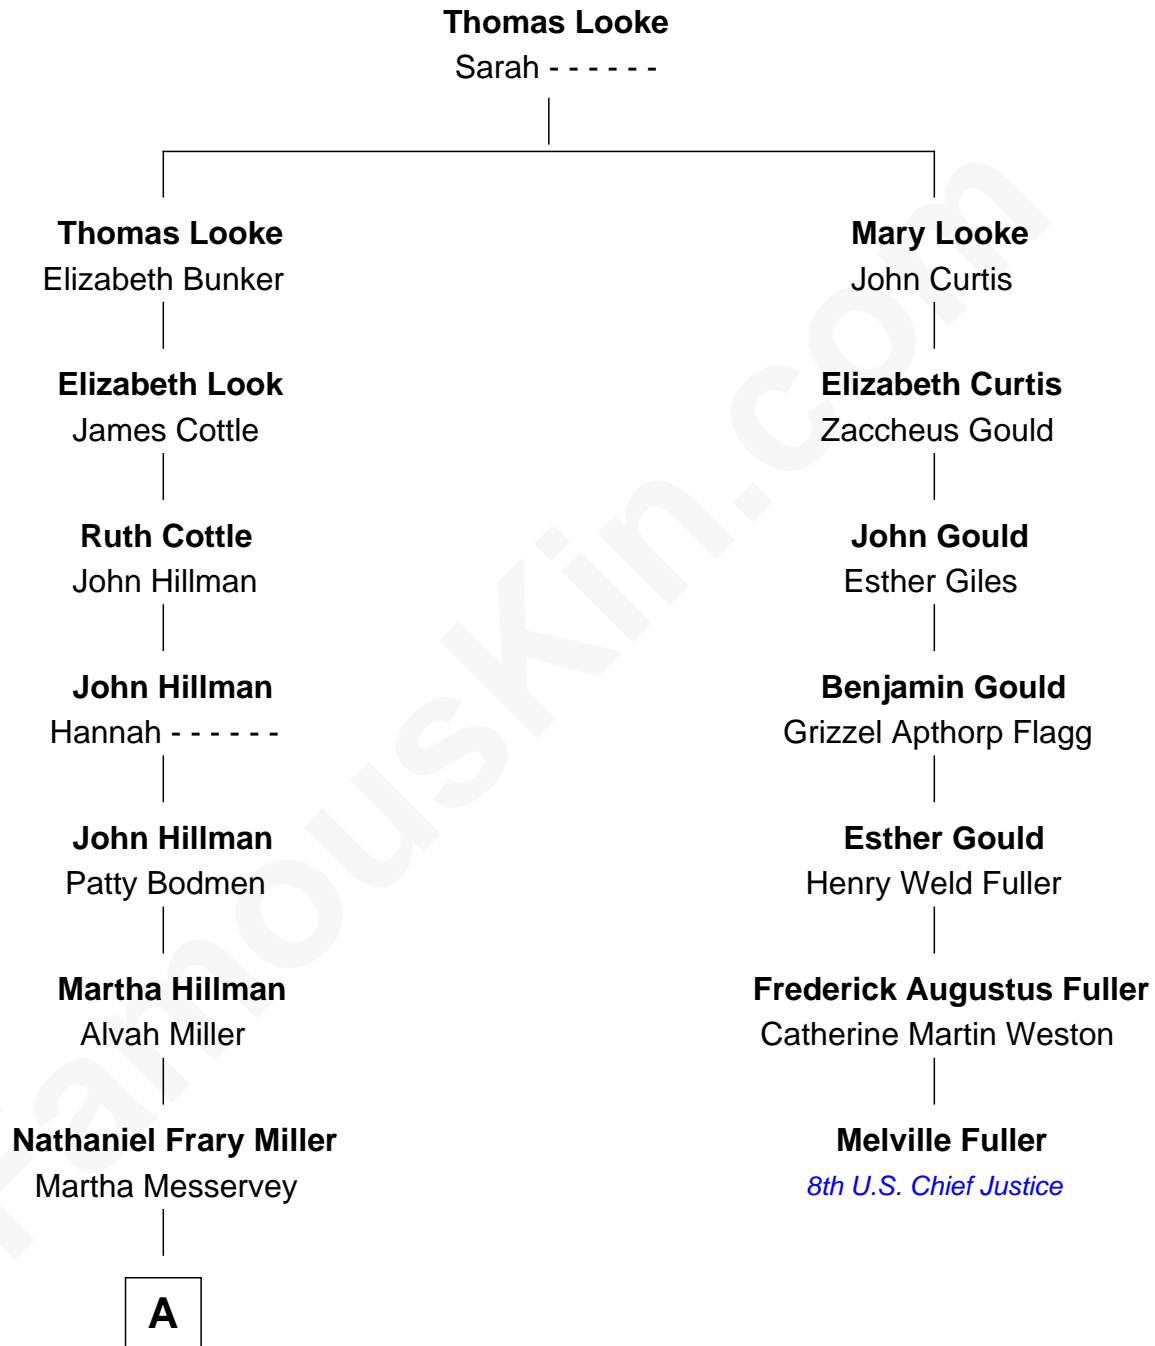 Thomas Looke
Sarah - - - - - -
Thomas Looke
Elizabeth Bunker
Mary Looke
John Curtis
Elizabeth Look
James Cottle
Elizabeth Curtis
Zaccheus Gould
Ruth Cottle
John Hillman
John Gould
Esther Giles
John Hillman
Hannah - - - - - -
Benjamin Gould
Grizzel Apthorp Flagg
John Hillman
Patty Bodmen
Esther Gould
Henry Weld Fuller
Martha Hillman
Alvah Miller
Frederick Augustus Fuller
Catherine Martin Weston
Nathaniel Frary Miller
Martha Messervey
Melville Fuller
8th U.S. Chief Justice
A
FamousKin.com